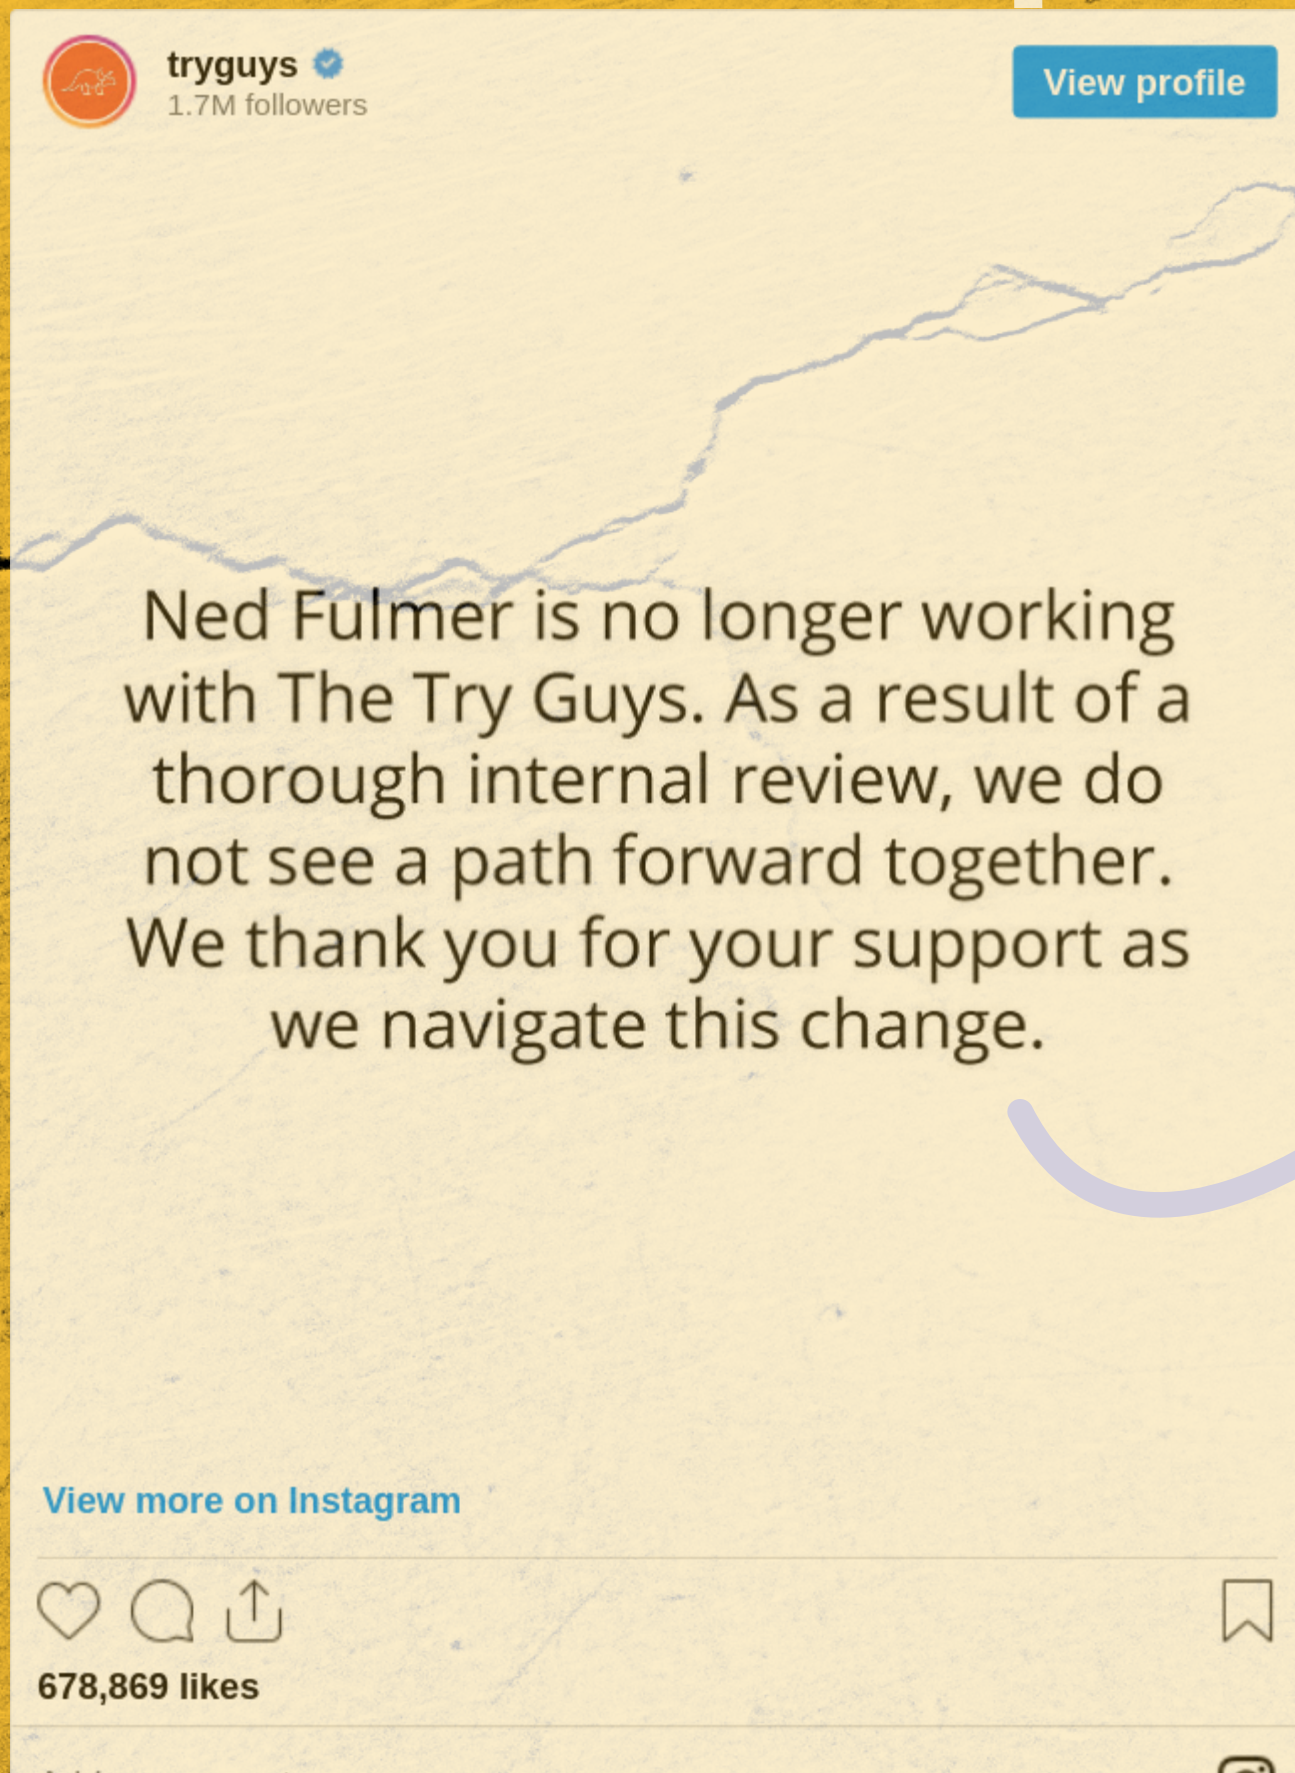 tryguys
1.7M followers
View profile
Ned Fulmer is no longer working
with The Try Guys. As a result of a
thorough internal review, we do
not see a path forward together.
We thank you for your support as
we navigate this change.
View more on Instagram
678,869 likes